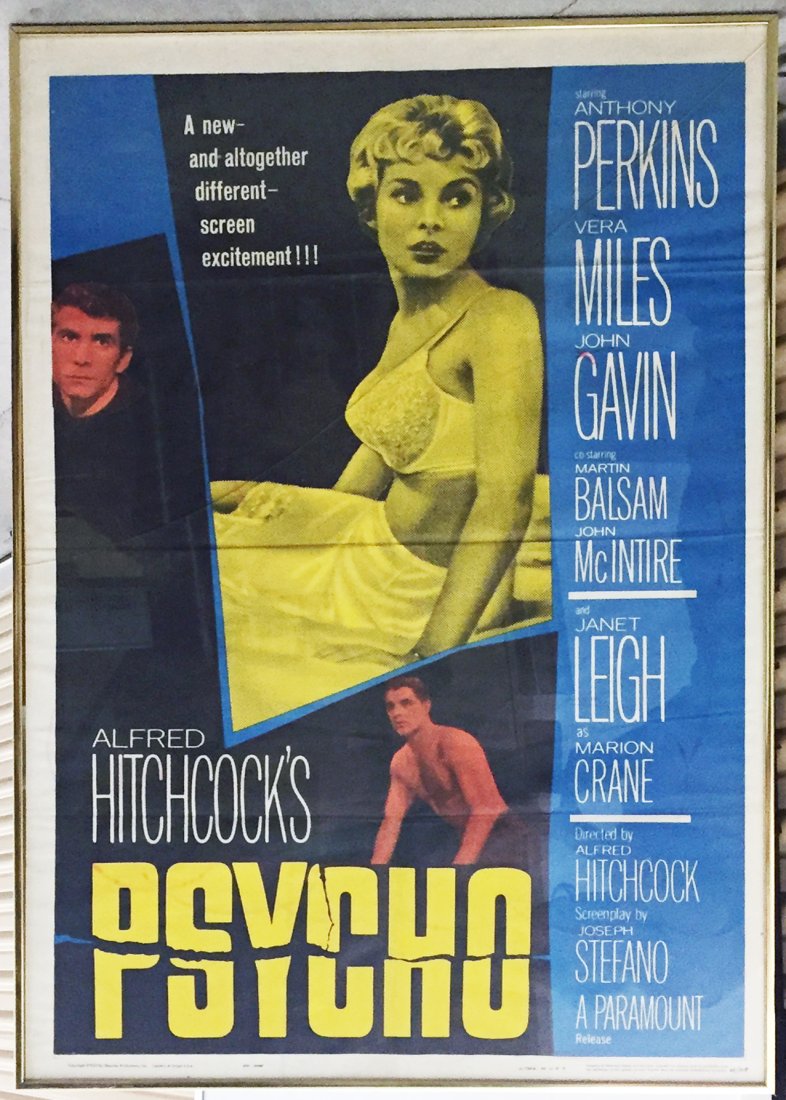 A new-
and altogether
different-
screen
excitement!!!
ALFRED
HITCHCOCK'S
PSYCHO
starring
ANTHONY
PERKINS
VERA
MILES
JOHN
GAVIN
co-starring
MARTIN
BALSAM
JOHN
McINTIRE
and
JANET
LEIGH
as
MARION
CRANE
Directed by
ALFRED
HITCHCOCK
Screenplay by
JOSEPH
STEFANO
A PARAMOUNT
Release